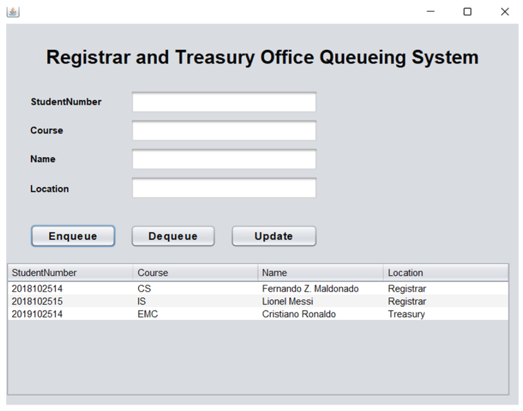 Registrar and Treasury Office Queueing System
StudentNumber
Course
Name
Location
Enqueue Dequeue Update
StudentNumber Course Name Location
2018102514 CS Fernando Z. Maldonado Registrar
2018102515 IS Lionel Messi Registrar
2019102514 EMC Cristiano Ronaldo Treasury